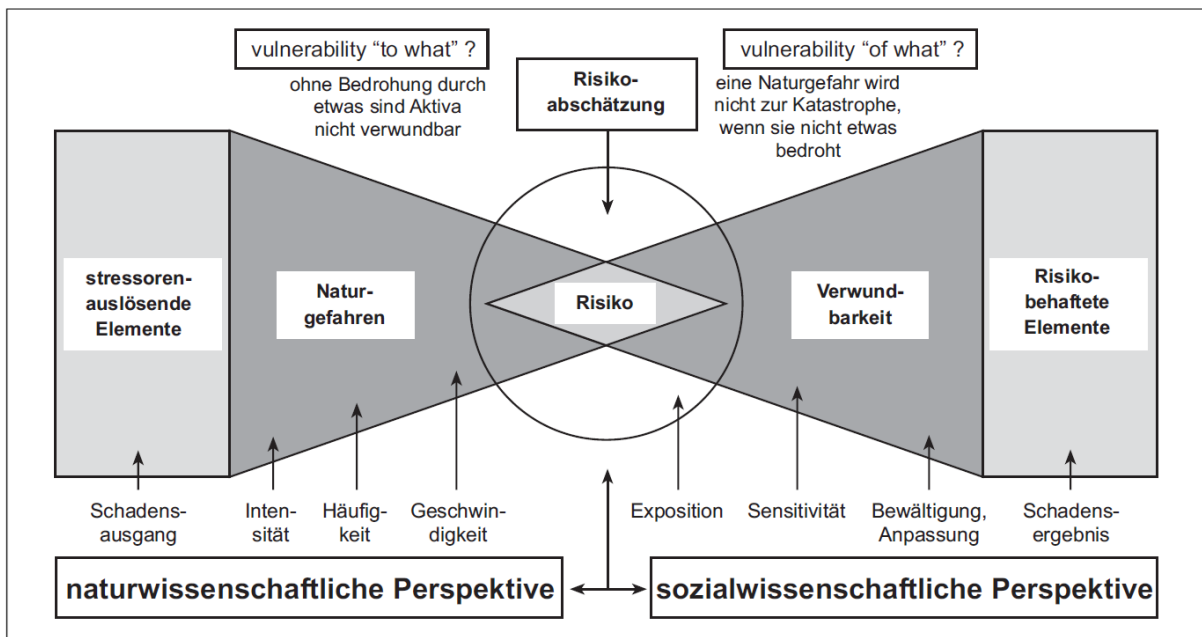 vulnerability “to what” ?
ohne Bedrohung durch
etwas sind Aktiva
nicht verwundbar
Risiko-
abschätzung
vulnerability “of what” ?
eine Naturgefahr wird
nicht zur Katastrophe,
wenn sie nicht etwas
bedroht
stressoren-
auslösende
Elemente
Natur-
gefahren
Risiko
Verwund-
barkeit
Risiko-
behaftete
Elemente
Schadens-
ausgang
Inten-
sität
Häufig-
keit
Geschwin-
digkeit
Exposition
Sensitivität
Bewältigung,
Anpassung
Schadens-
ergebnis
naturwissenschaftliche Perspektive
sozialwissenschaftliche Perspektive